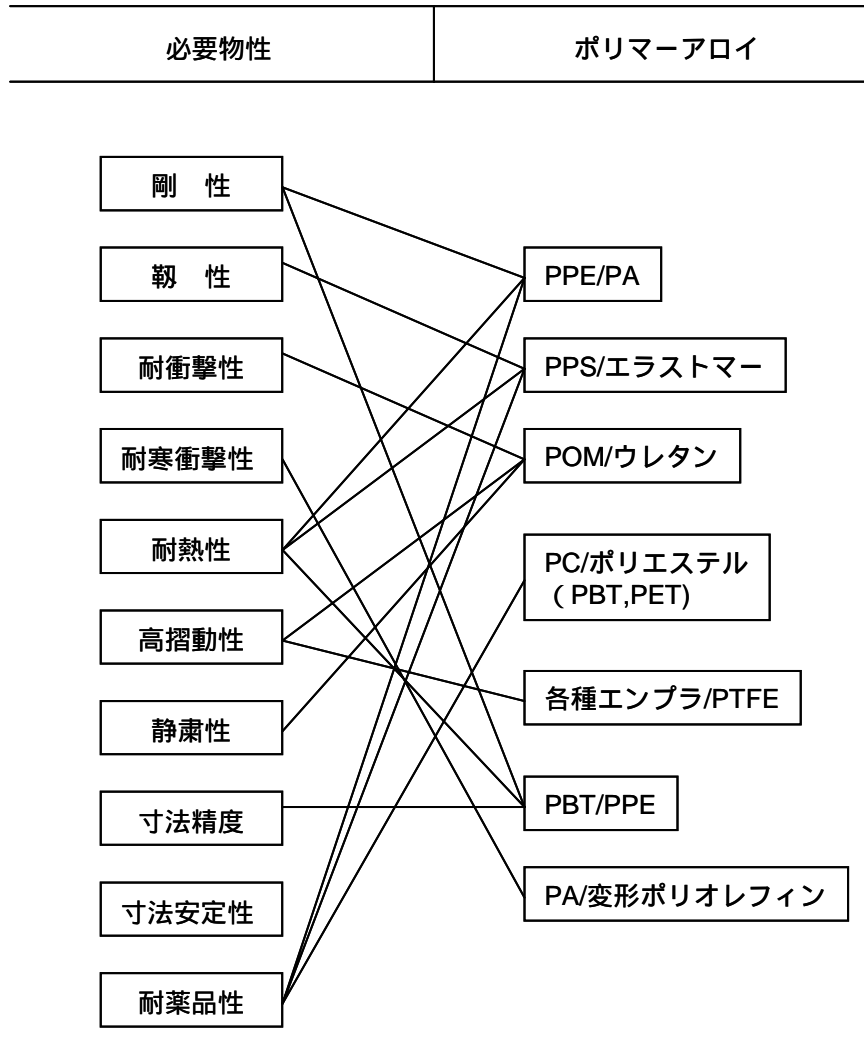 必要物性
ポリマーアロイ
剛　性
靱　性
耐衝撃性
耐寒衝撃性
耐熱性
高摺動性
静粛性
寸法精度
寸法安定性
耐薬品性
PPE/PA
PPS/エラストマー
POM/ウレタン
PC/ポリエステル
（PBT,PET)
各種エンプラ/PTFE
PBT/PPE
PA/変形ポリオレフィン